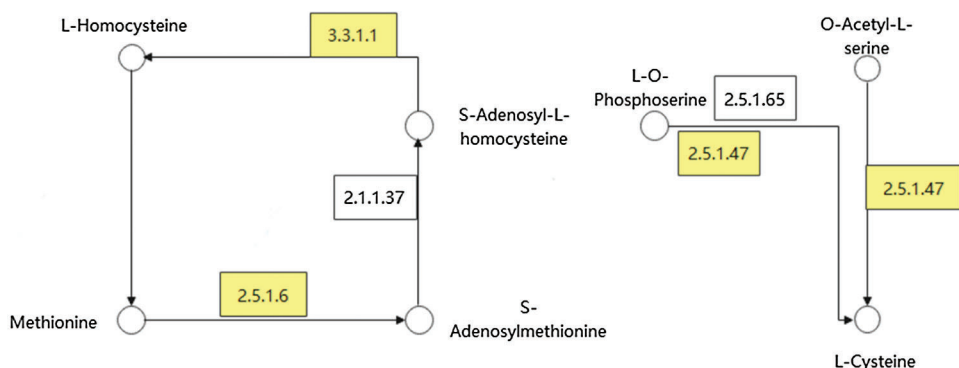 L-Homocysteine
3.3.1.1
O-Acetyl-L-
serine
L-O-
Phosphoserine
2.5.1.65
S-Adenosyl-L-
homocysteine
2.5.1.47
2.1.1.37
2.5.1.47
2.5.1.6
Methionine
S-
Adenosylmethionine
L-Cysteine